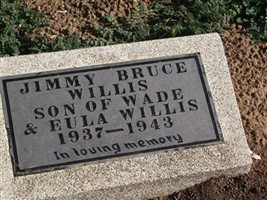 JIMMY BRUCE
WILLIS
SON OF WADE
& EULA WILLIS
1937—1943
In loving memory